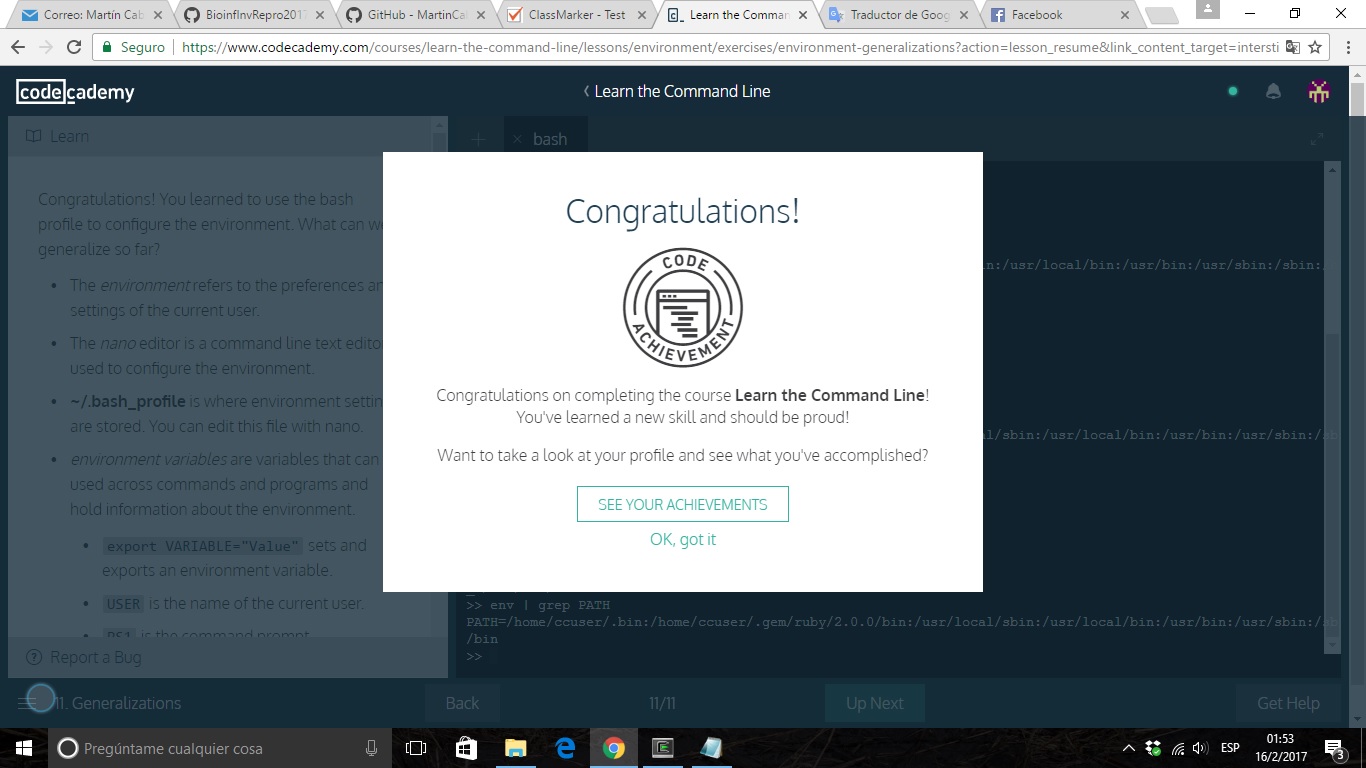 Correo: Martín Cab
BioinfInvRepro2017
GitHub - MartinCa
ClassMarker - Test
Learn the Comman
Traductor de Goog
Facebook
Seguro
https://www.codecademy.com/courses/learn-the-command-line/lessons/environment/exercises/environment-generalizations?action=lesson_resume&link_content_target=intersti
codecademy
Learn the Command Line
Learn
bash
Congratulations! You learned to use the bash
profile to configure the environment. What can we
generalize so far?
• The environment refers to the preferences an
settings of the current user.
• The nano editor is a command line text edito
used to configure the environment.
• ~/.bash_profile is where environment settin
are stored. You can edit this file with nano.
• environment variables are variables that can
used across commands and programs and
hold information about the environment.
• export VARIABLE="Value" sets and
exports an environment variable.
• USER is the name of the current user.
• PS1 is the command prompt
Report a Bug
Congratulations!
CODE
ACHIEVEMENT
Congratulations on completing the course Learn the Command Line!
You've learned a new skill and should be proud!
Want to take a look at your profile and see what you've accomplished?
SEE YOUR ACHIEVEMENTS
OK, got it
n:/usr/local/bin:/usr/bin:/usr/sbin:/sbin:/
l/sbin:/usr/local/bin:/usr/bin:/usr/sbin:/sb
>> env | grep PATH
PATH=/home/ccuser/.bin:/home/ccuser/.gem/ruby/2.0.0/bin:/usr/local/sbin:/usr/local/bin:/usr/bin:/usr/sbin:/sb
/bin
>>
11. Generalizations
Back
11/11
Up Next
Get Help
Pregúntame cualquier cosa
ESP
01:53
16/2/2017
3